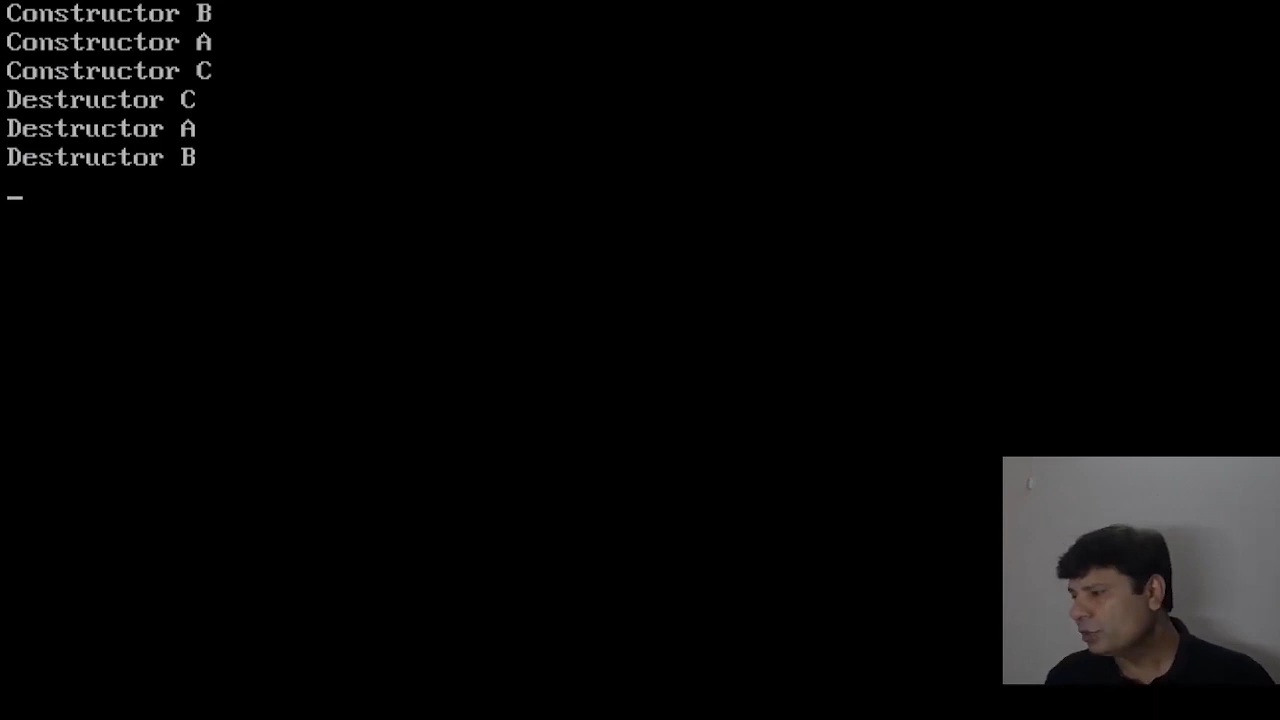 Constructor B
Constructor A
Constructor C
Destructor C
Destructor A
Destructor B